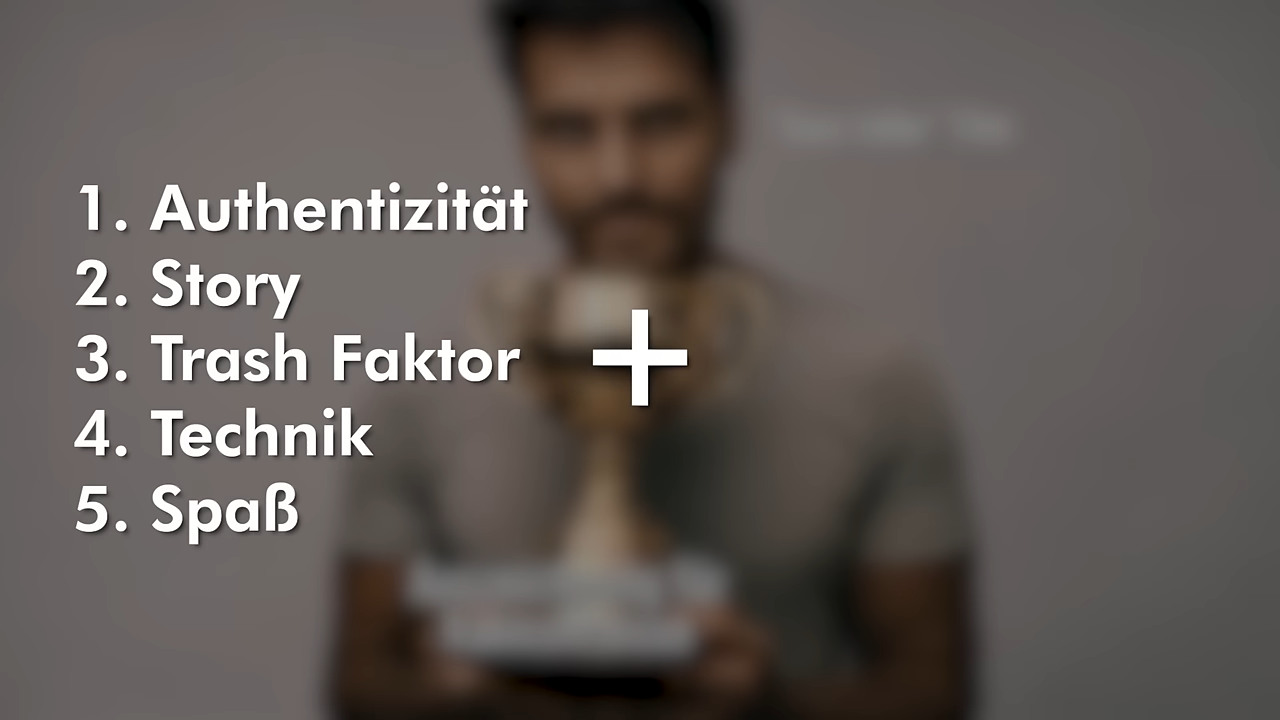 1. Authentizität
2. Story
3. Trash Faktor
+
4. Technik
5. Spaß